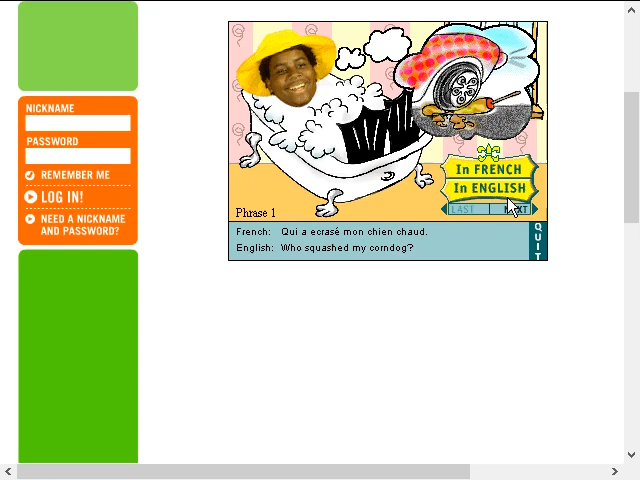 NICKNAME
PASSWORD
REMEMBER ME
LOG IN!
NEED A NICKNAME
AND PASSWORD?
In FRENCH
In ENGLISH
LAST NEXT
Phrase 1
French: Qui a ecrasé mon chien chaud.
English: Who squashed my corndog?
QUIT